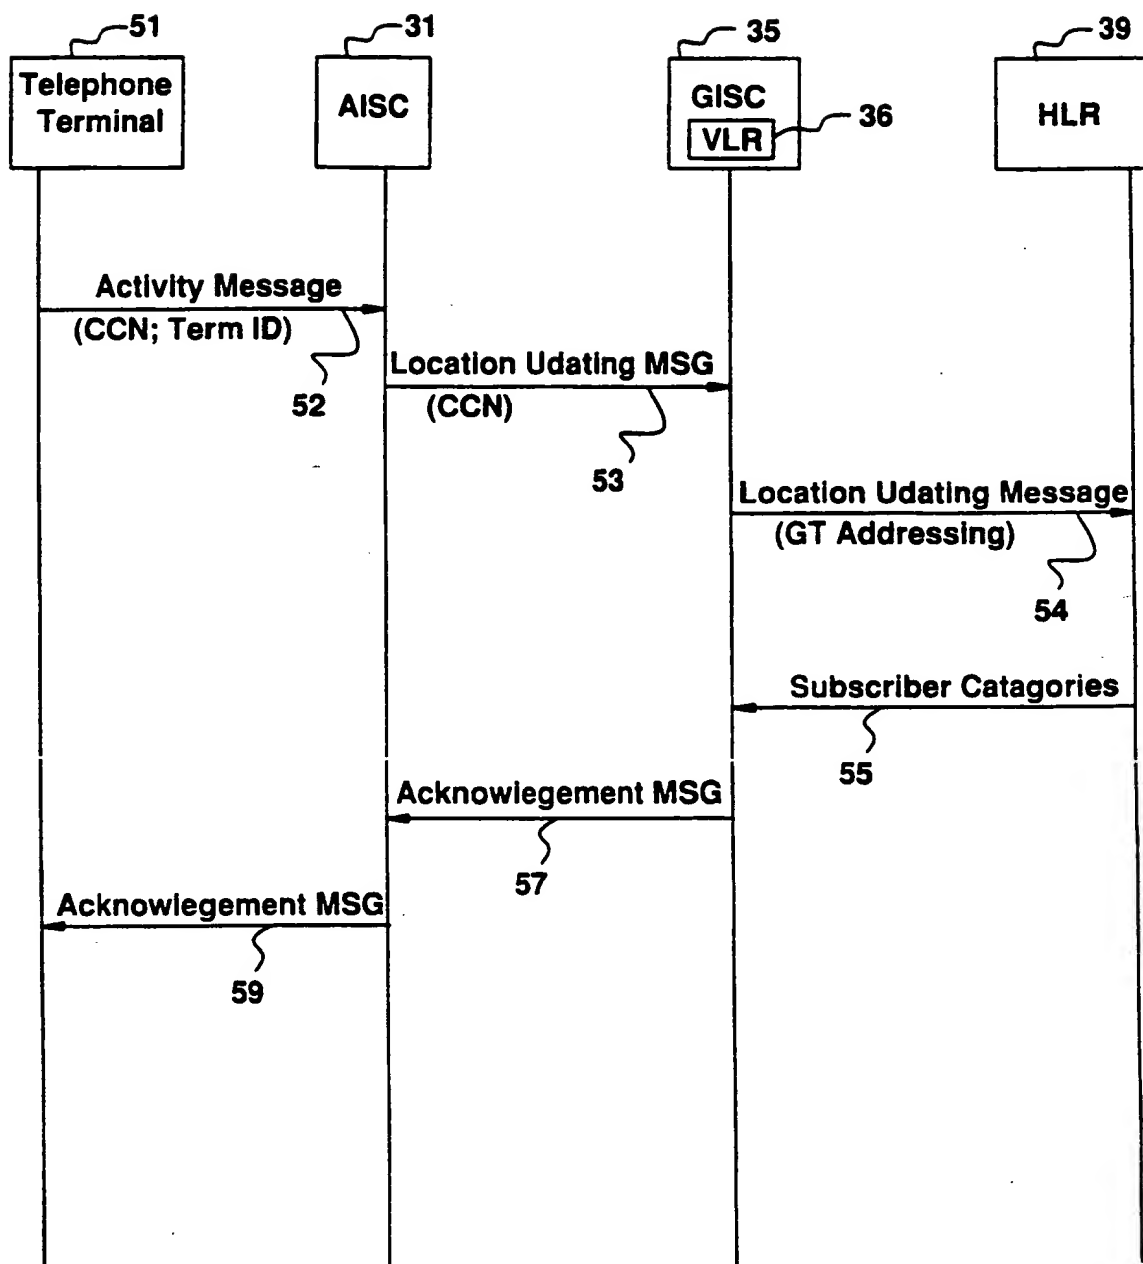 51
31
35
39
Telephone
Terminal
AISC
GISC
VLR
36
HLR
Activity Message
(CCN; Term ID)
52
Location Udating MSG
(CCN)
53
Location Udating Message
(GT Addressing)
54
Subscriber Catagories
55
Acknowlegement MSG
57
Acknowlegement MSG
59